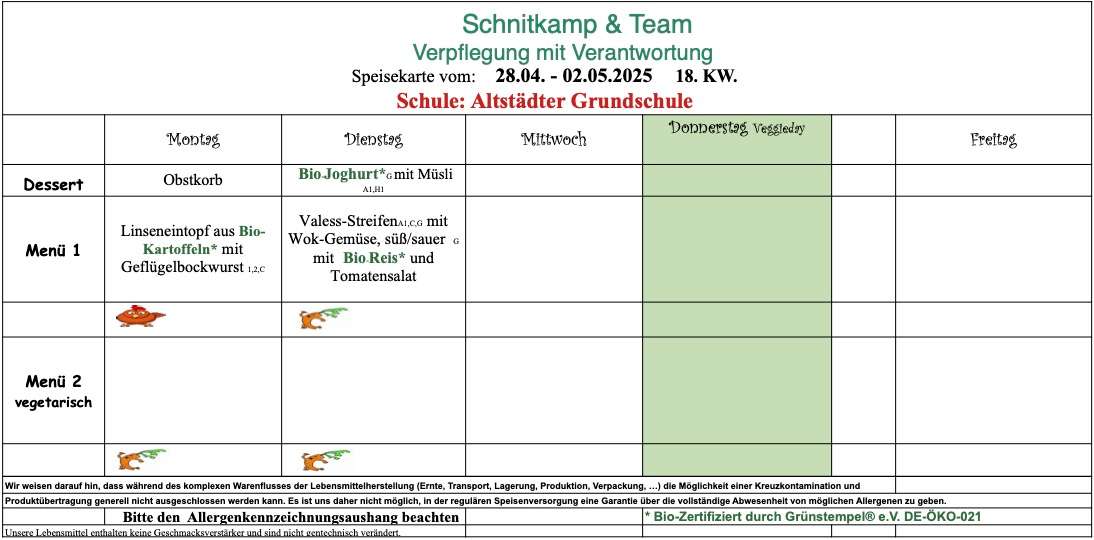 Schnitkamp & Team
Verpflegung mit Verantwortung
Speisekarte vom: 28.04. - 02.05.2025 18. KW.
Schule: Altstädter Grundschule
Montag Dienstag Mittwoch Donnerstag Veggieday Freitag
Dessert
Obstkorb
Bio-Joghurt*G mit Müsli
A1,H1
Menü 1
Linseneintopf aus Bio-
Kartoffeln* mit
Geflügelbockwurst 1,2,C
Valess-StreifenA1,C,G mit
Wok-Gemüse, süß/sauer G
mit Bio-Reis* und
Tomatensalat
Menü 2
vegetarisch
Wir weisen darauf hin, dass während des komplexen Warenflusses der Lebensmittelherstellung (Ernte, Transport, Lagerung, Produktion, Verpackung, ...) die Möglichkeit einer Kreuzkontamination und
Produktübertragung generell nicht ausgeschlossen werden kann. Es ist uns daher nicht möglich, in der regulären Speisenversorgung eine Garantie über die vollständige Abwesenheit von möglichen Allergenen zu geben.
Bitte den Allergenkennzeichnungsaushang beachten
* Bio-Zertifiziert durch Grünstempel® e.V. DE-ÖKO-021
Unsere Lebensmittel enthalten keine Geschmacksverstärker und sind nicht gentechnisch verändert.